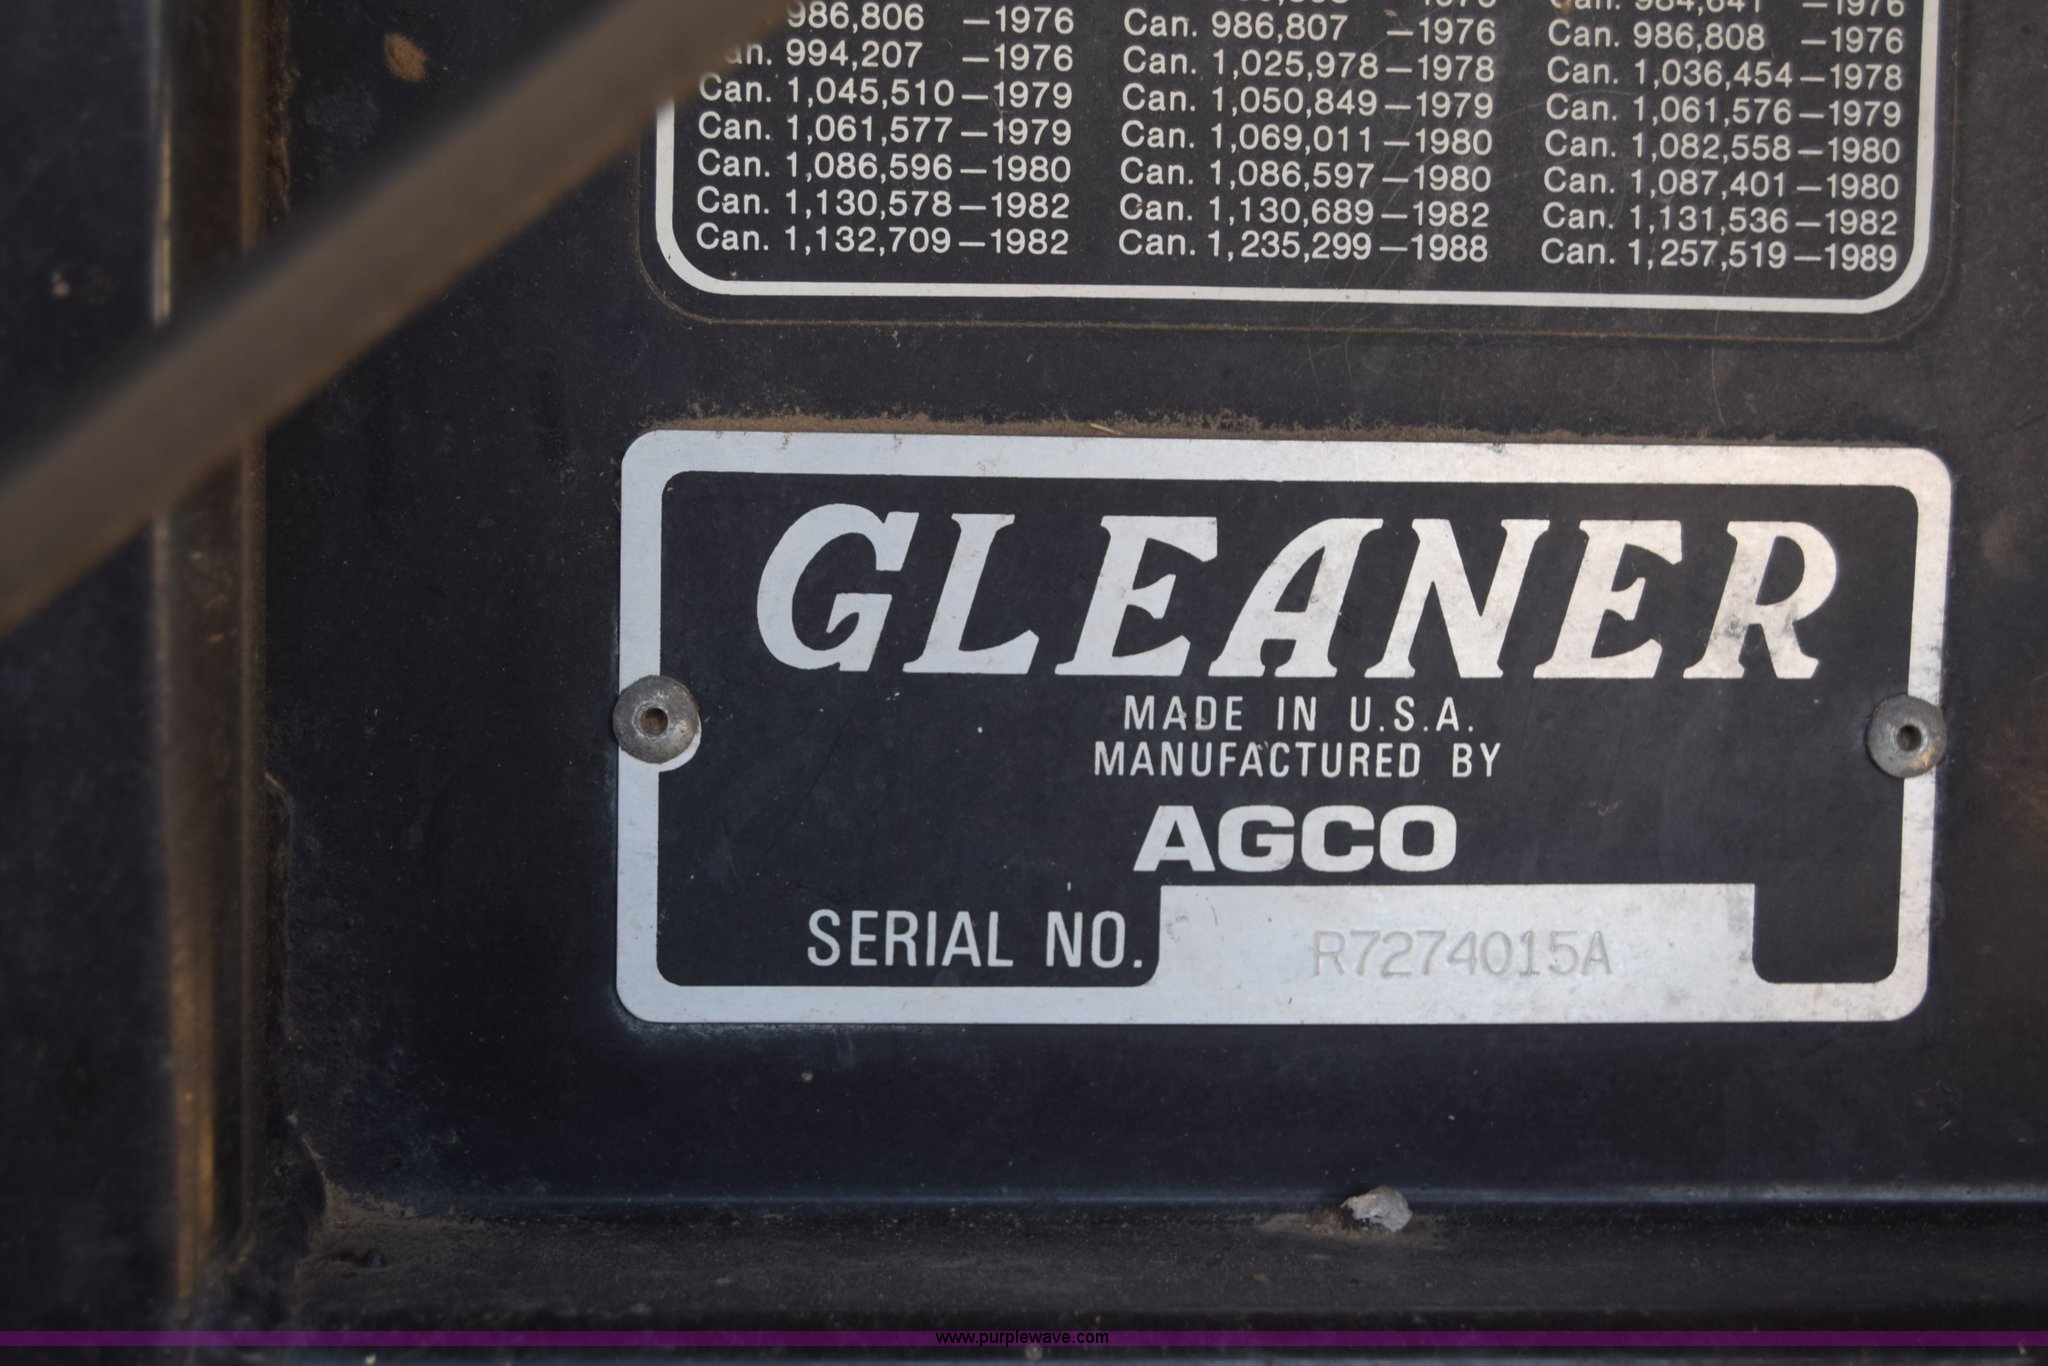 986,806 —1976 Can. 986,807 —1976 Can. 986,808 —1976
994,207 —1976 Can. 1,025,978—1978 Can. 1,036,454—1978
Can. 1,045,510—1979 Can. 1,050,849—1979 Can. 1,061,576—1979
Can. 1,061,577—1979 Can. 1,069,011—1980 Can. 1,082,558—1980
Can. 1,086,596—1980 Can. 1,086,597—1980 Can. 1,087,401—1980
Can. 1,130,578—1982 Can. 1,130,689—1982 Can. 1,131,536—1982
Can. 1,132,709—1982 Can. 1,235,299—1988 Can. 1,257,519—1989
GLEANER
MADE IN U.S.A.
MANUFACTURED BY
AGCO
SERIAL NO. R7274015A
www.purplewave.com